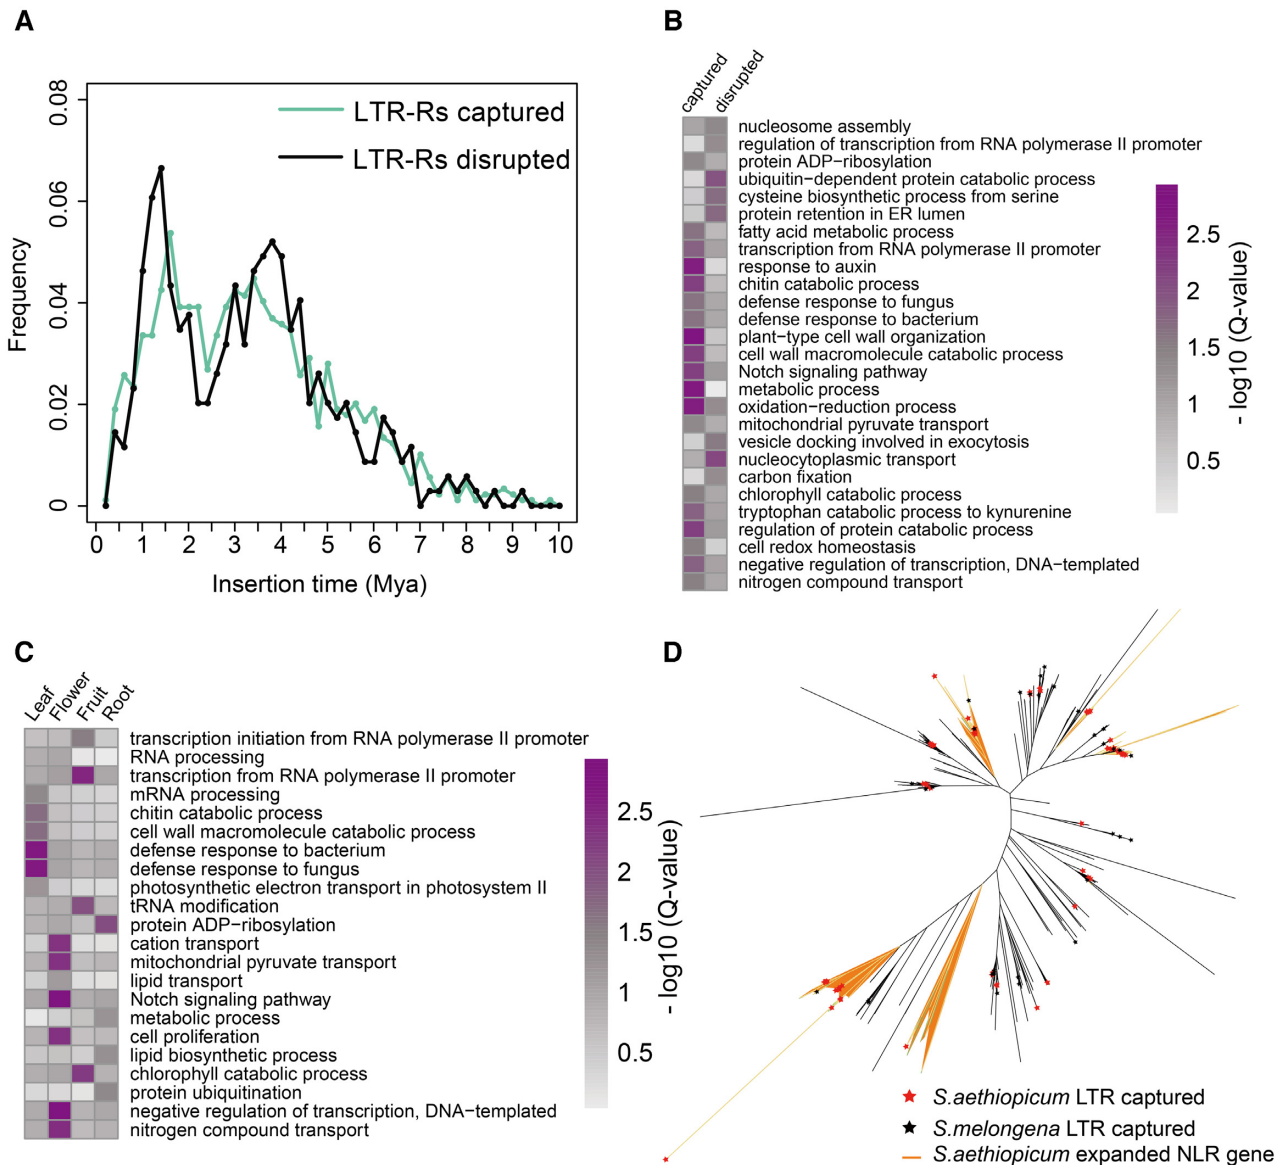 A
0.08
0.06
0.04
0.02
0
Frequency
LTR-Rs captured
LTR-Rs disrupted
0 1 2 3 4 5 6 7 8 9 10
Insertion time (Mya)
B
captured
disrupted
nucleosome assembly
regulation of transcription from RNA polymerase II promoter
protein ADP−ribosylation
ubiquitin−dependent protein catabolic process
cysteine biosynthetic process from serine
protein retention in ER lumen
fatty acid metabolic process
transcription from RNA polymerase II promoter
response to auxin
chitin catabolic process
defense response to fungus
defense response to bacterium
plant−type cell wall organization
cell wall macromolecule catabolic process
Notch signaling pathway
metabolic process
oxidation−reduction process
mitochondrial pyruvate transport
vesicle docking involved in exocytosis
nucleocytoplasmic transport
carbon fixation
chlorophyll catabolic process
tryptophan catabolic process to kynurenine
regulation of protein catabolic process
cell redox homeostasis
negative regulation of transcription, DNA−templated
nitrogen compound transport
2.5
2
1.5
1
0.5
- log10 (Q-value)
C
Leaf
Flower
Fruit
Root
transcription initiation from RNA polymerase II promoter
RNA processing
transcription from RNA polymerase II promoter
mRNA processing
chitin catabolic process
cell wall macromolecule catabolic process
defense response to bacterium
defense response to fungus
photosynthetic electron transport in photosystem II
tRNA modification
protein ADP−ribosylation
cation transport
mitochondrial pyruvate transport
lipid transport
Notch signaling pathway
metabolic process
cell proliferation
lipid biosynthetic process
chlorophyll catabolic process
protein ubiquitination
negative regulation of transcription, DNA−templated
nitrogen compound transport
2.5
2
1.5
1
0.5
- log10 (Q-value)
D
S.aethiopicum LTR captured
S.melongena LTR captured
S.aethiopicum expanded NLR gene